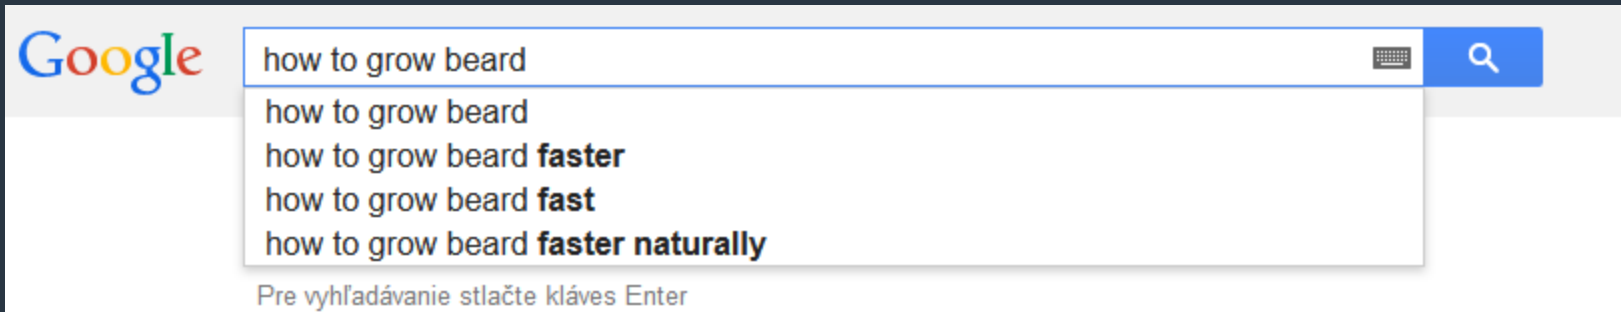 Google
how to grow beard
how to grow beard
how to grow beard faster
how to grow beard fast
how to grow beard faster naturally
Pre vyhľadávanie stlačte kláves Enter